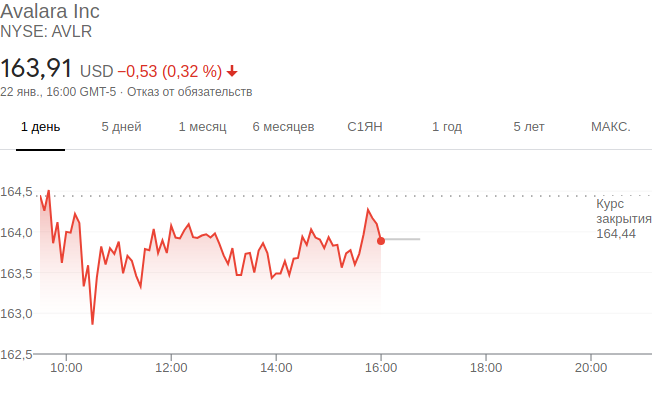 Avalara Inc
NYSE: AVLR
163,91 USD −0,53 (0,32 %)
22 янв., 16:00 GMT-5 · Отказ от обязательств
1 день 5 дней 1 месяц 6 месяцев С1ЯН 1 год 5 лет МАКС.
164,5
Курс
закрытия
164,44
164,0
163,5
163,0
162,5
10:00 12:00 14:00 16:00 18:00 20:00